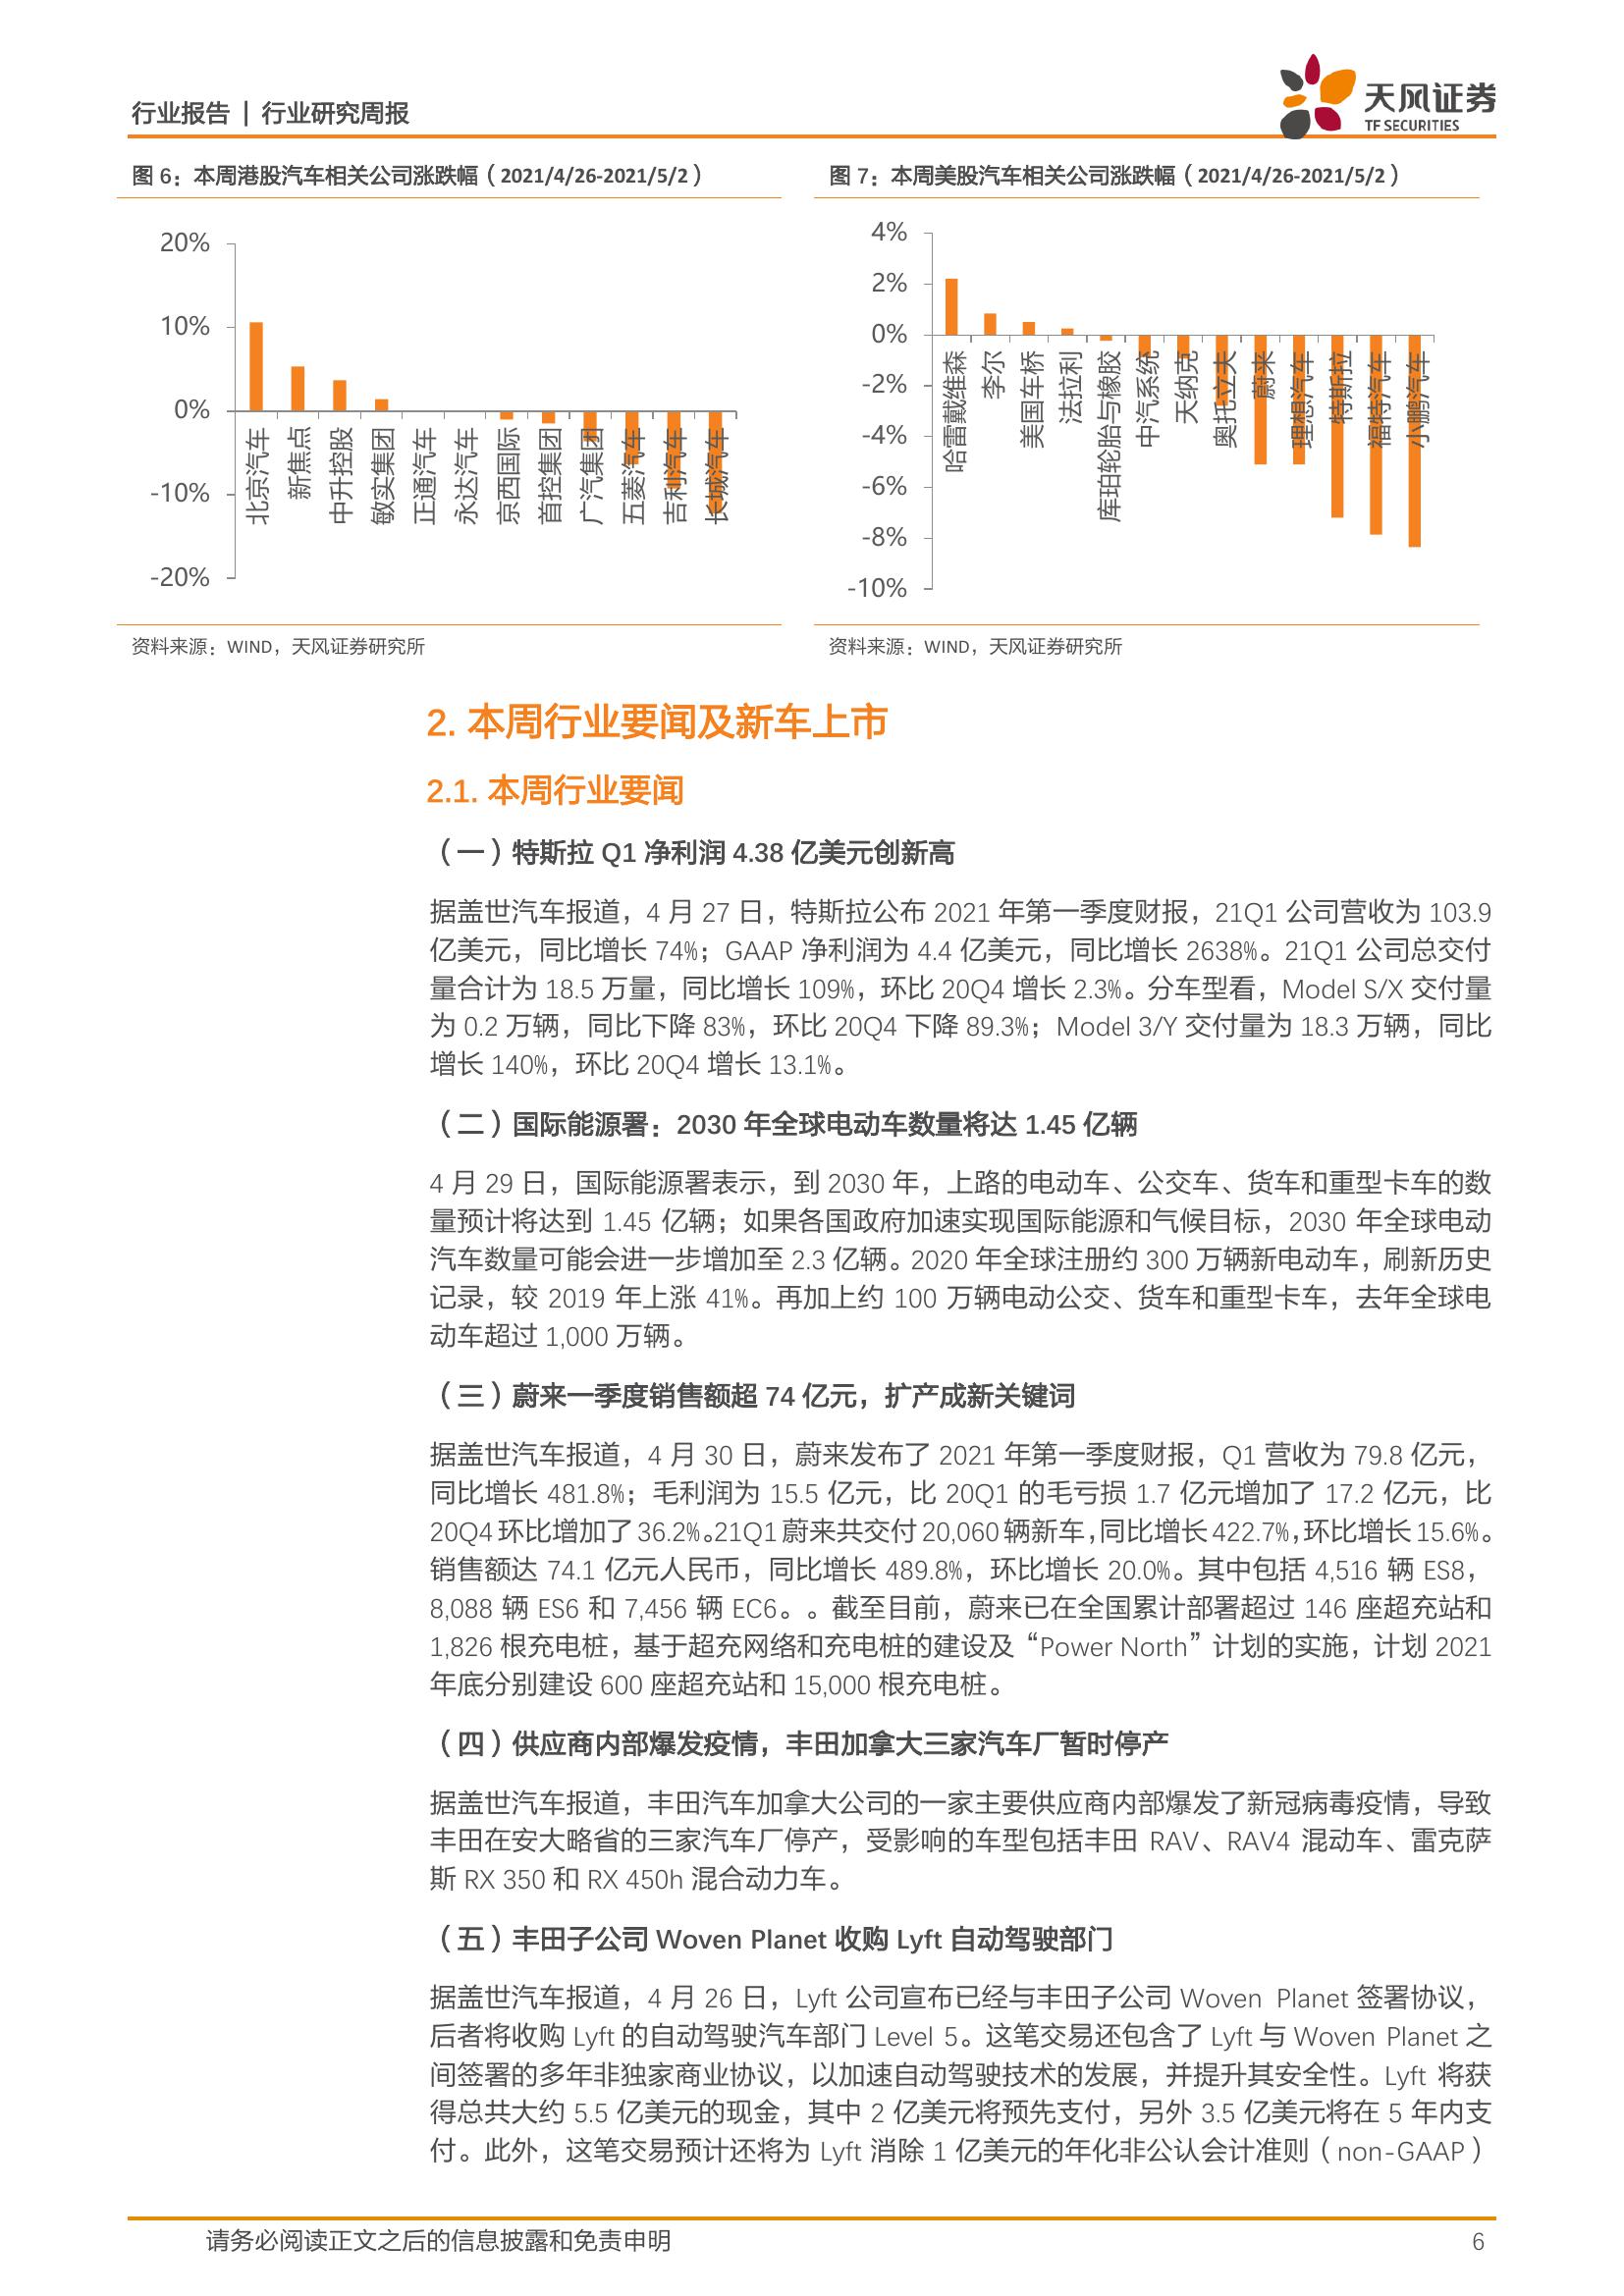 行业报告 | 行业研究周报
天风证券
TF SECURITIES
图 6：本周港股汽车相关公司涨跌幅（2021/4/26-2021/5/2）
20%
10%
0%
-10%
-20%
北京汽车
新焦点
中升控股
敏实集团
正通汽车
永达汽车
京西国际
首控集团
广汽集团
五菱汽车
吉利汽车
长城汽车
资料来源：WIND，天风证券研究所
图 7：本周美股汽车相关公司涨跌幅（2021/4/26-2021/5/2）
4%
2%
0%
-2%
-4%
-6%
-8%
-10%
哈雷戴维森
李尔
美国车桥
法拉利
库珀轮胎与橡胶
中汽系统
天纳克
奥托立夫
蔚来
理想汽车
特斯拉
福特汽车
小鹏汽车
资料来源：WIND，天风证券研究所
2. 本周行业要闻及新车上市
2.1. 本周行业要闻
（一）特斯拉 Q1 净利润 4.38 亿美元创新高
据盖世汽车报道，4 月 27 日，特斯拉公布 2021 年第一季度财报，21Q1 公司营收为 103.9
亿美元，同比增长 74%；GAAP 净利润为 4.4 亿美元，同比增长 2638%。21Q1 公司总交付
量合计为 18.5 万量，同比增长 109%，环比 20Q4 增长 2.3%。分车型看，Model S/X 交付量
为 0.2 万辆，同比下降 83%，环比 20Q4 下降 89.3%；Model 3/Y 交付量为 18.3 万辆，同比
增长 140%，环比 20Q4 增长 13.1%。
（二）国际能源署：2030 年全球电动车数量将达 1.45 亿辆
4 月 29 日，国际能源署表示，到 2030 年，上路的电动车、公交车、货车和重型卡车的数
量预计将达到 1.45 亿辆；如果各国政府加速实现国际能源和气候目标，2030 年全球电动
汽车数量可能会进一步增加至 2.3 亿辆。2020 年全球注册约 300 万辆新电动车，刷新历史
记录，较 2019 年上涨 41%。再加上约 100 万辆电动公交、货车和重型卡车，去年全球电
动车超过 1,000 万辆。
（三）蔚来一季度销售额超 74 亿元，扩产成新关键词
据盖世汽车报道，4 月 30 日，蔚来发布了 2021 年第一季度财报，Q1 营收为 79.8 亿元，
同比增长 481.8%；毛利润为 15.5 亿元，比 20Q1 的毛亏损 1.7 亿元增加了 17.2 亿元，比
20Q4 环比增加了 36.2%。21Q1 蔚来共交付 20,060 辆新车，同比增长 422.7%，环比增长 15.6%。
销售额达 74.1 亿元人民币，同比增长 489.8%，环比增长 20.0%。其中包括 4,516 辆 ES8，
8,088 辆 ES6 和 7,456 辆 EC6。。截至目前，蔚来已在全国累计部署超过 146 座超充站和
1,826 根充电桩，基于超充网络和充电桩的建设及“Power North”计划的实施，计划 2021
年底分别建设 600 座超充站和 15,000 根充电桩。
（四）供应商内部爆发疫情，丰田加拿大三家汽车厂暂时停产
据盖世汽车报道，丰田汽车加拿大公司的一家主要供应商内部爆发了新冠病毒疫情，导致
丰田在安大略省的三家汽车厂停产，受影响的车型包括丰田 RAV、RAV4 混动车、雷克萨
斯 RX 350 和 RX 450h 混合动力车。
（五）丰田子公司 Woven Planet 收购 Lyft 自动驾驶部门
据盖世汽车报道，4 月 26 日，Lyft 公司宣布已经与丰田子公司 Woven Planet 签署协议，
后者将收购 Lyft 的自动驾驶汽车部门 Level 5。这笔交易还包含了 Lyft 与 Woven Planet 之
间签署的多年非独家商业协议，以加速自动驾驶技术的发展，并提升其安全性。Lyft 将获
得总共大约 5.5 亿美元的现金，其中 2 亿美元将预先支付，另外 3.5 亿美元将在 5 年内支
付。此外，这笔交易预计还将为 Lyft 消除 1 亿美元的年化非公认会计准则（non-GAAP）
请务必阅读正文之后的信息披露和免责申明
6